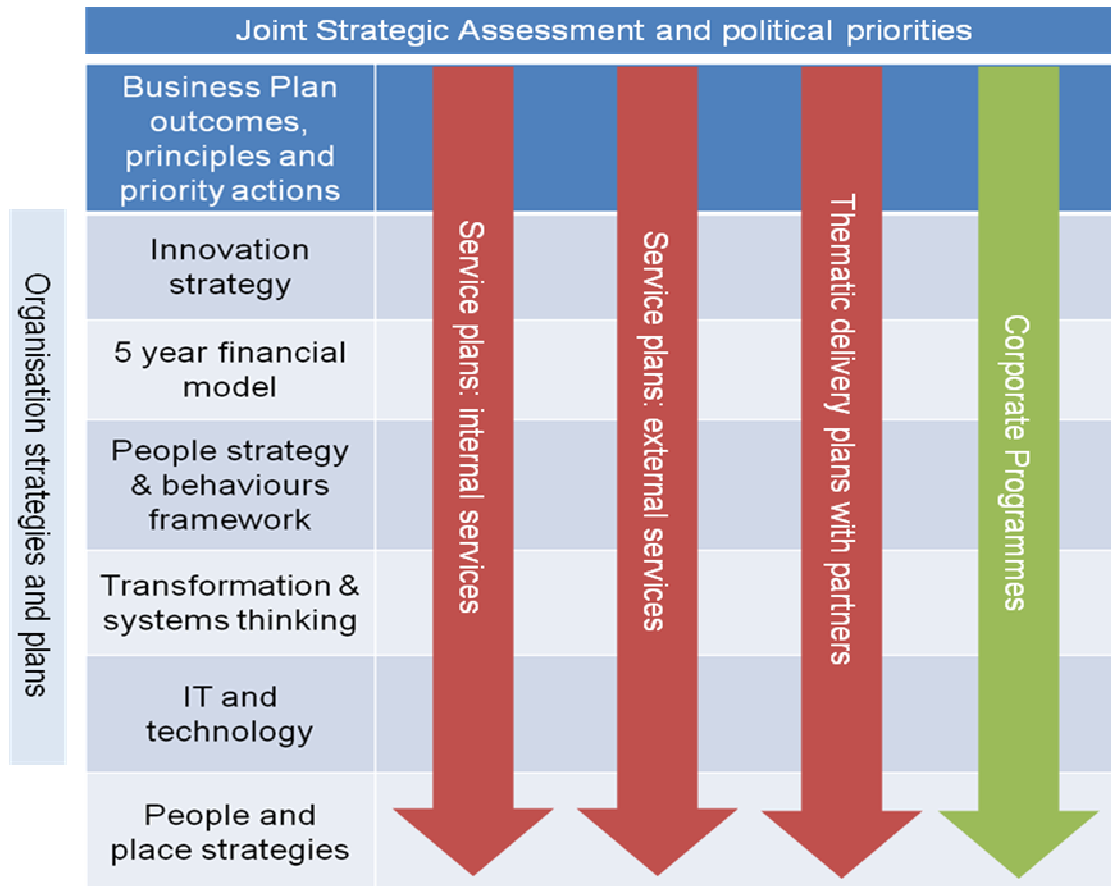 Joint Strategic Assessment and political priorities
Business Plan
outcomes,
principles and
priority actions
Organisation strategies and plans
Innovation
strategy
5 year financial
model
People strategy
& behaviours
framework
Transformation &
systems thinking
IT and
technology
People and
place strategies
Service plans: internal services
Service plans: external services
Thematic delivery plans with partners
Corporate Programmes